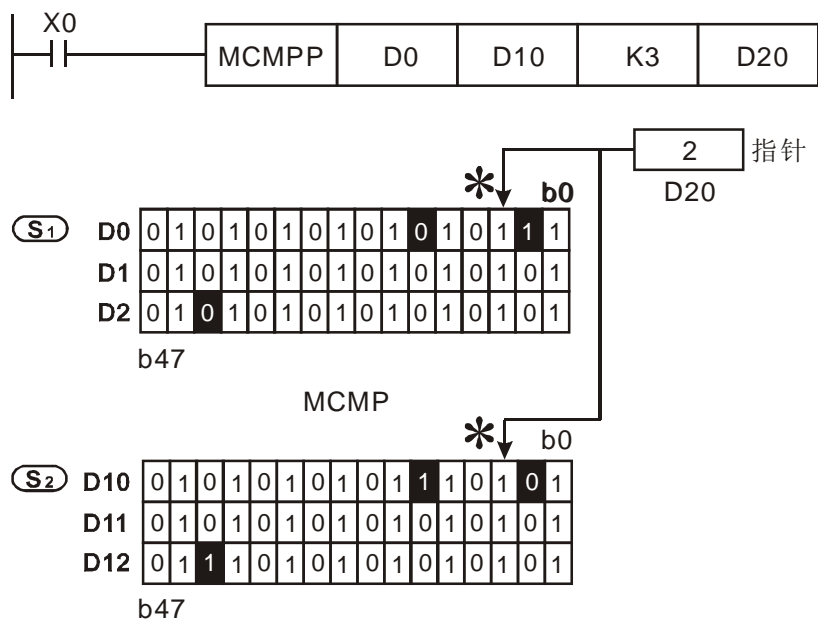 X0
MCMPP D0 D10 K3 D20
2 指针
D20
* b0
S1 D0 0 1 0 1 0 1 0 1 0 1 0 1 0 1 1 1
D1 0 1 0 1 0 1 0 1 0 1 0 1 0 1 0 1
D2 0 1 0 1 0 1 0 1 0 1 0 1 0 1 0 1
b47
MCMP
* b0
S2 D10 0 1 0 1 0 1 0 1 0 1 1 1 0 1 0 1
D11 0 1 0 1 0 1 0 1 0 1 0 1 0 1 0 1
D12 0 1 1 1 0 1 0 1 0 1 0 1 0 1 0 1
b47